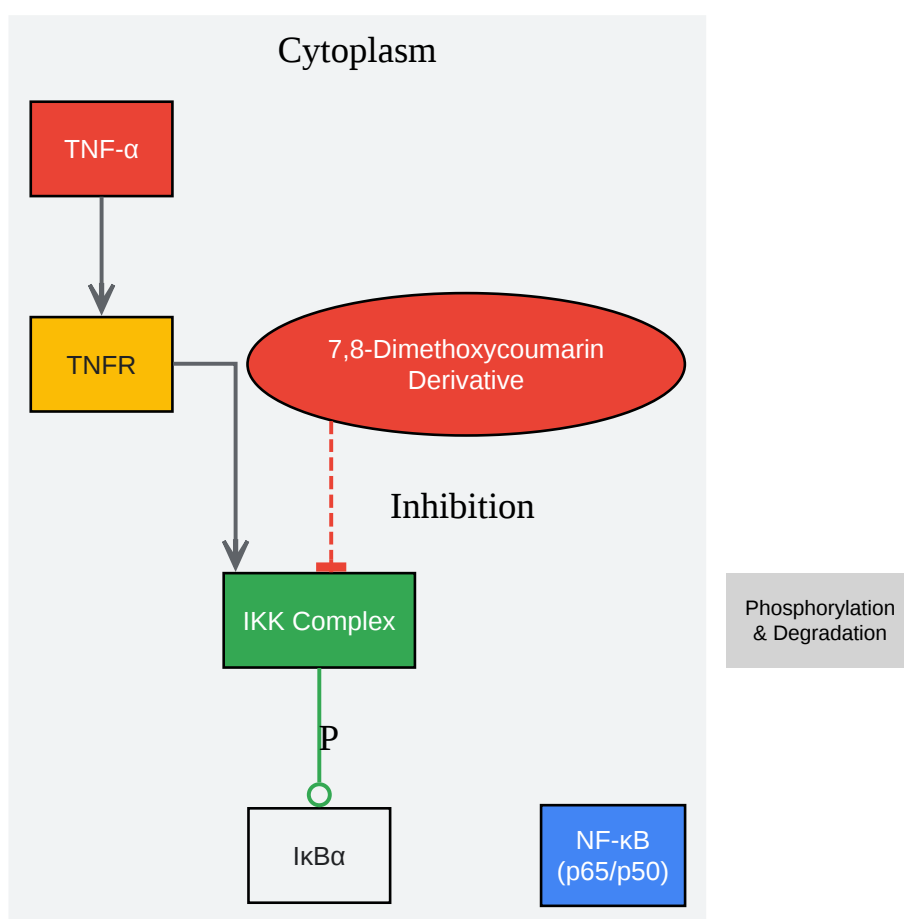 Cytoplasm
TNF-α
TNFR
7,8-Dimethoxycoumarin
Derivative
Inhibition
IKK Complex
Phosphorylation
& Degradation
P
IκBα
NF-κB
(p65/p50)